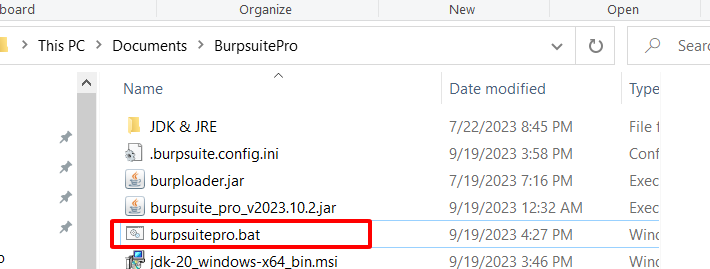 board Organize New Open
This PC > Documents > BurpsuitePro
Name Date modified Type
JDK & JRE 7/22/2023 8:45 PM File f
.burpsuite.config.ini 9/19/2023 3:58 PM Conf
burploader.jar 7/19/2023 7:16 PM Exec
burpsuite_pro_v2023.10.2.jar 9/19/2023 12:32 AM Exec
burpsuitepro.bat 9/19/2023 4:27 PM Wind
jdk-20_windows-x64_bin.msi 9/19/2023 3:46 PM Wind